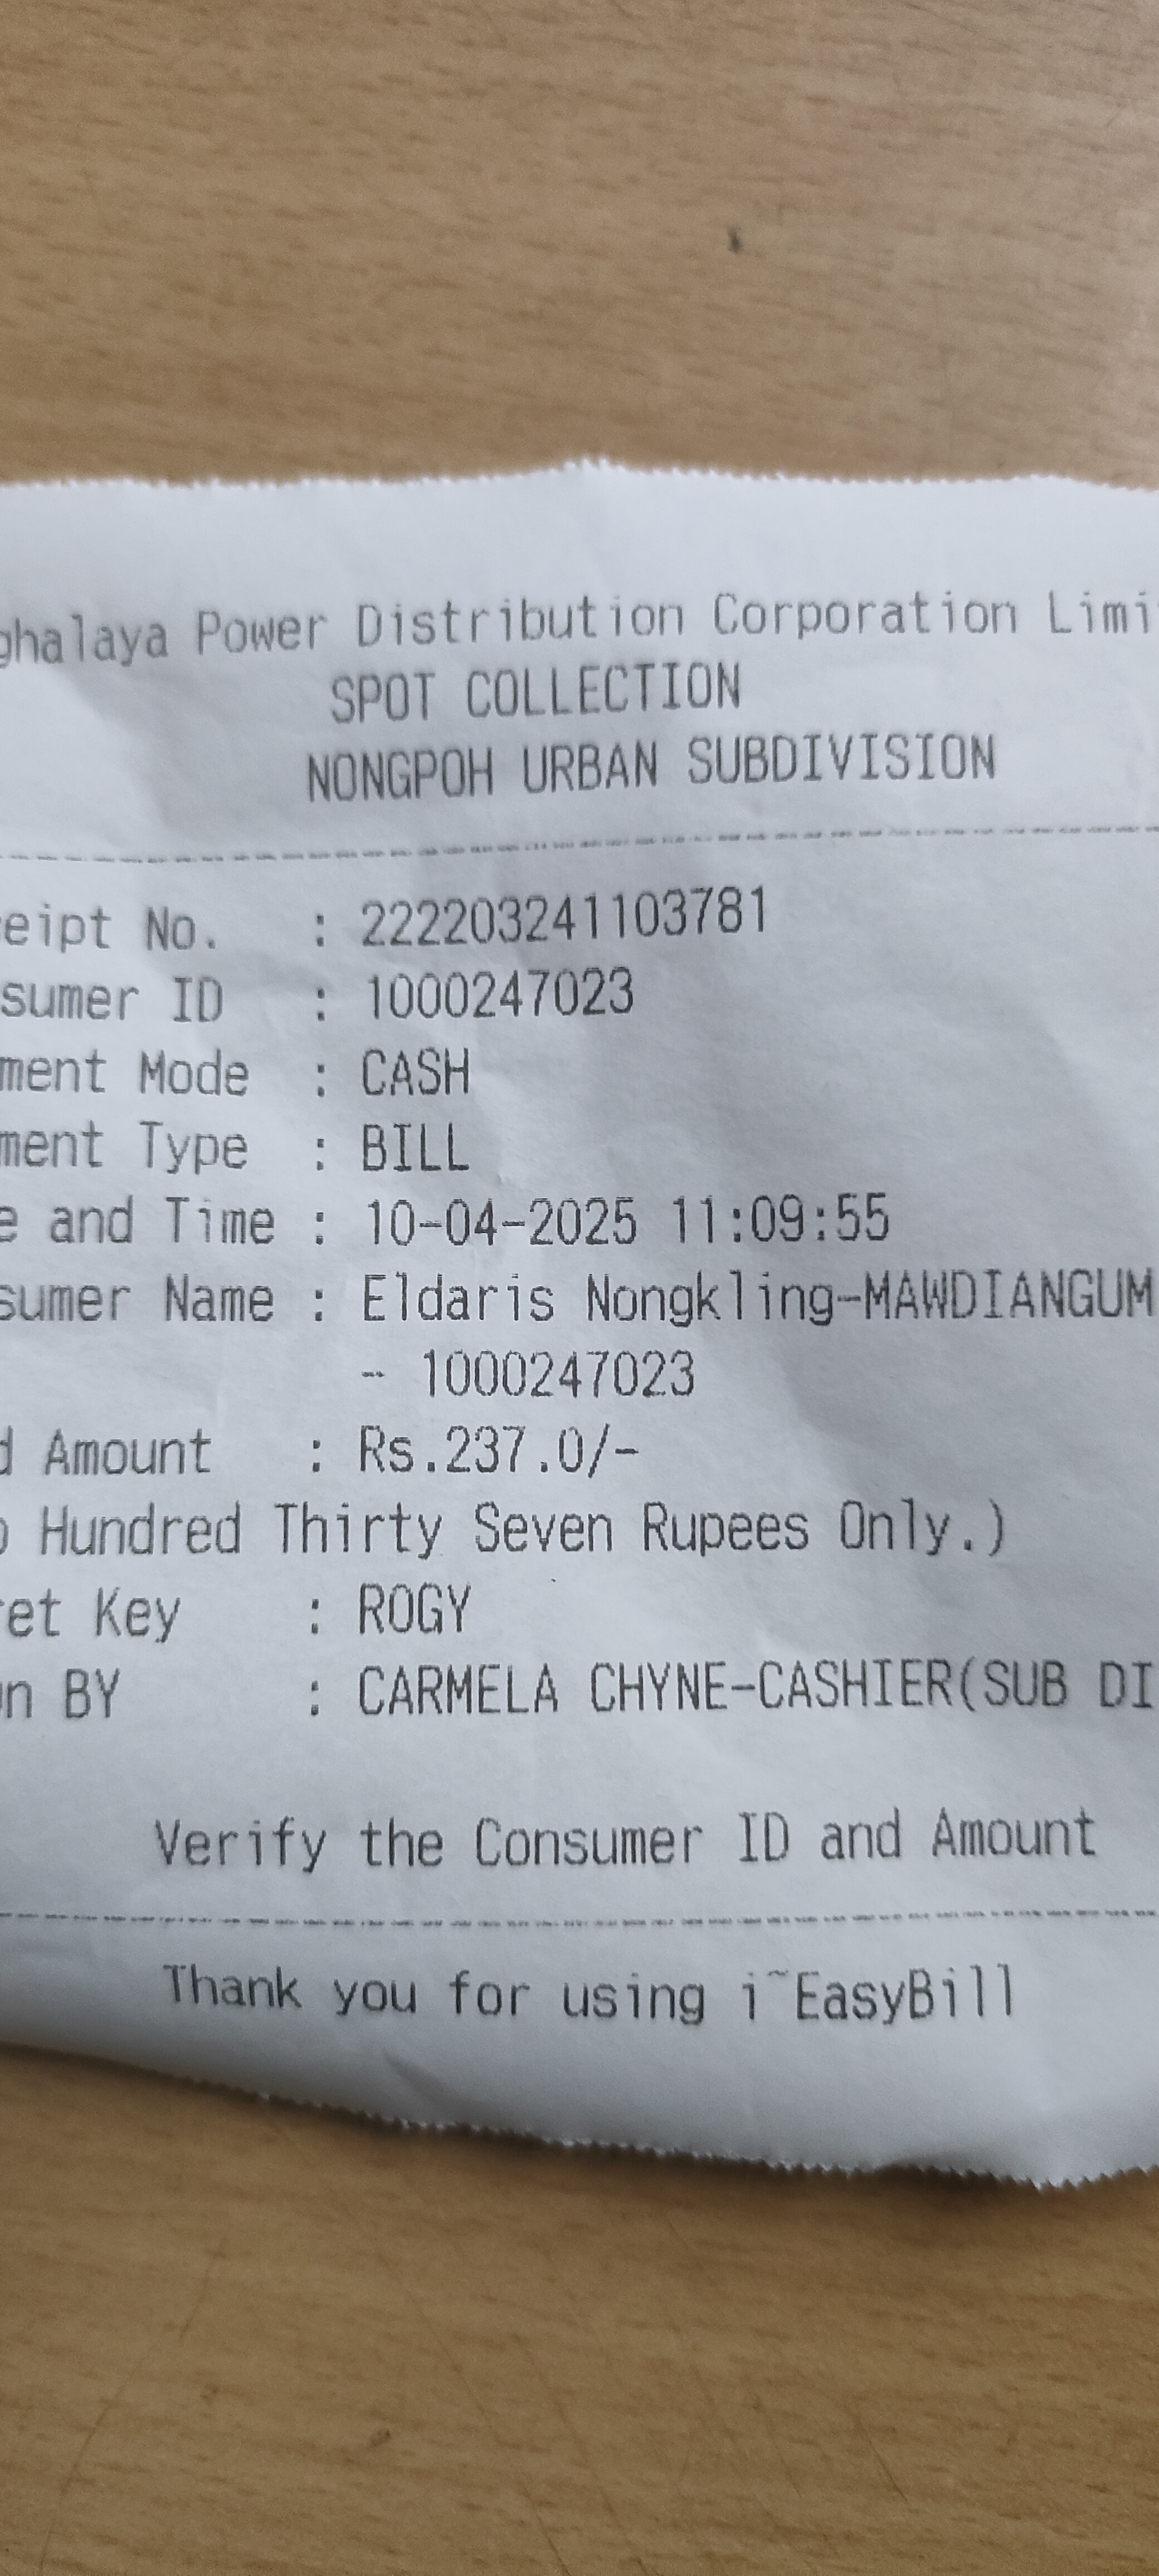 ghalaya Power Distribution Corporation Limi
SPOT COLLECTION
NONGPOH URBAN SUBDIVISION
eipt No. : 222203241103781
sumer ID : 1000247023
ment Mode : CASH
ment Type : BILL
e and Time : 10-04-2025 11:09:55
sumer Name : Eldaris Nongkling-MAWDIANGUM
- 1000247023
d Amount : Rs.237.0/-
o Hundred Thirty Seven Rupees Only.)
ret Key : ROGY
n BY : CARMELA CHYNE-CASHIER(SUB DI
Verify the Consumer ID and Amount
Thank you for using i~EasyBill